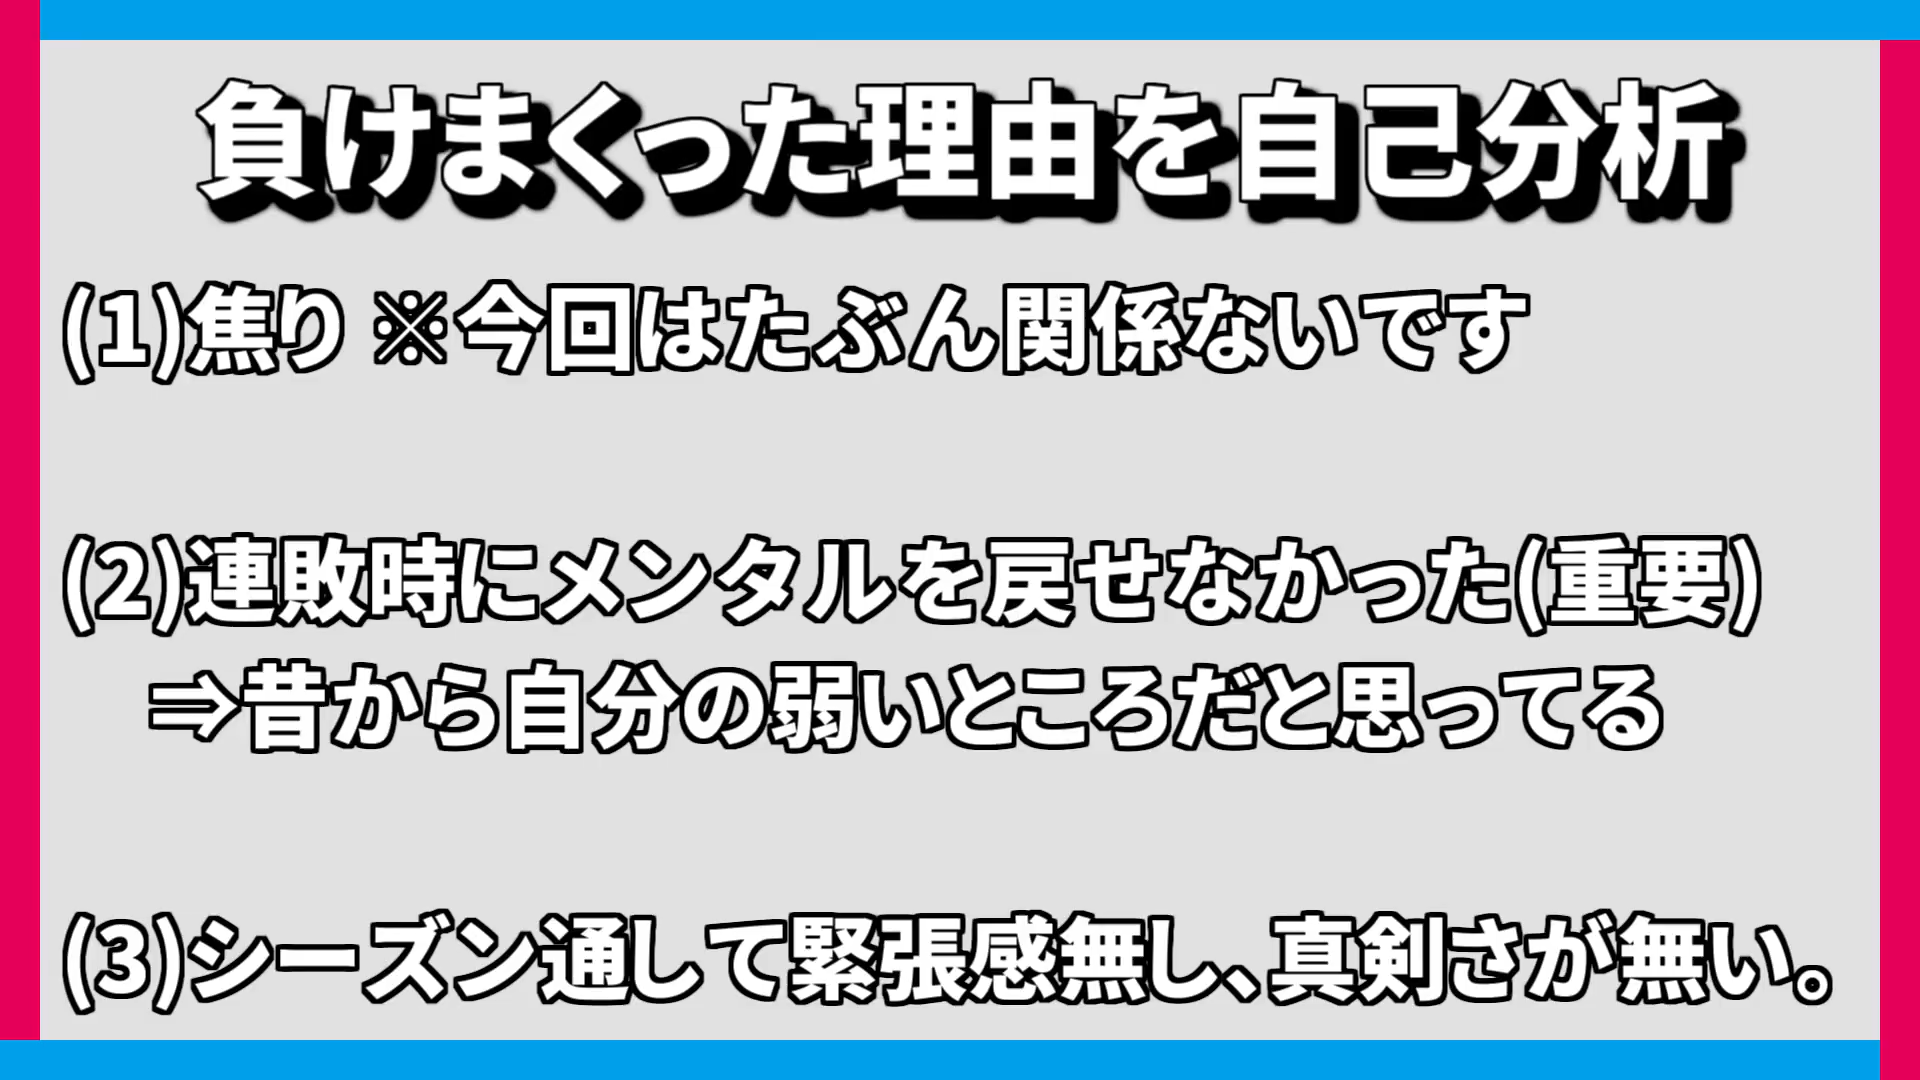 負けまくった理由を自己分析
(1)焦り ※今回はたぶん関係ないです
(2)連敗時にメンタルを戻せなかった(重要)
⇒昔から自分の弱いところだと思ってる
(3)シーズン通して緊張感無し、真剣さが無い。